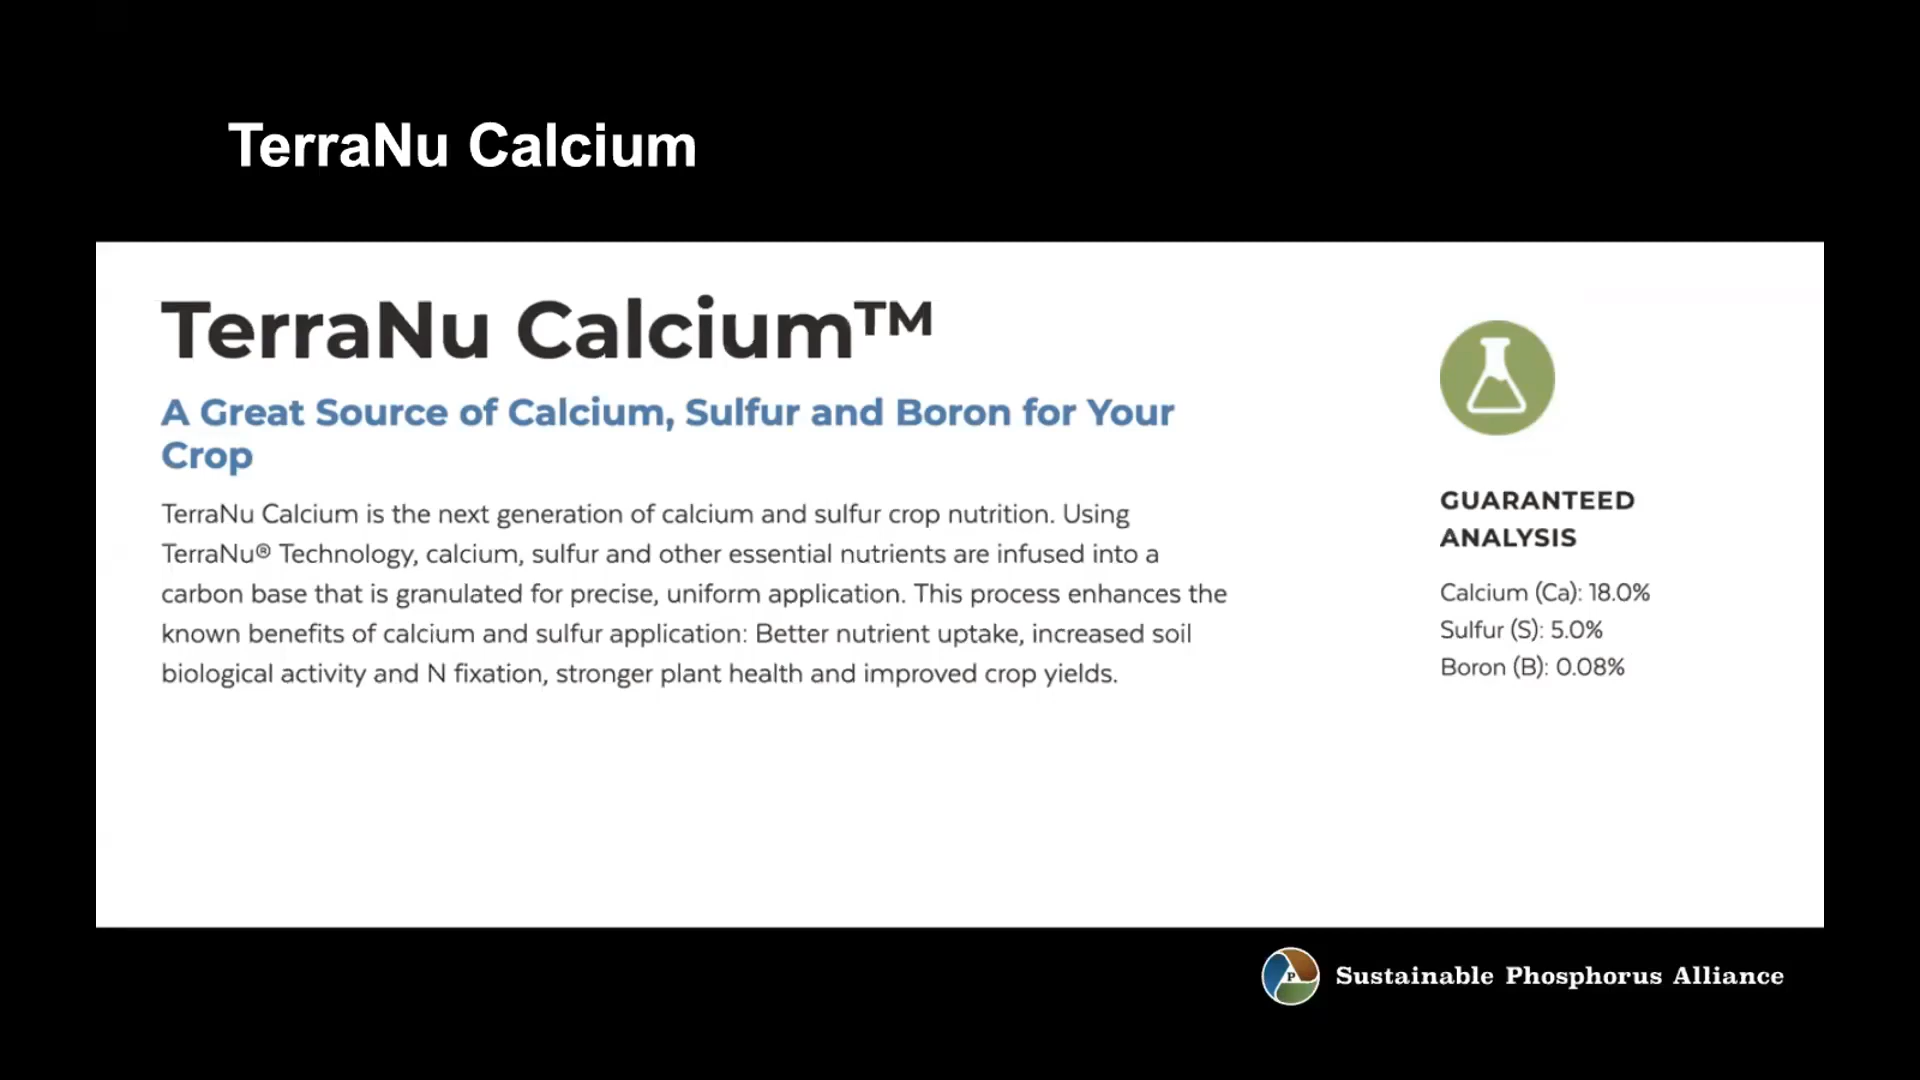 TerraNu Calcium
TerraNu Calcium™
A Great Source of Calcium, Sulfur and Boron for Your
Crop
TerraNu Calcium is the next generation of calcium and sulfur crop nutrition. Using
TerraNu® Technology, calcium, sulfur and other essential nutrients are infused into a
carbon base that is granulated for precise, uniform application. This process enhances the
known benefits of calcium and sulfur application: Better nutrient uptake, increased soil
biological activity and N fixation, stronger plant health and improved crop yields.
GUARANTEED
ANALYSIS
Calcium (Ca): 18.0%
Sulfur (S): 5.0%
Boron (B): 0.08%
P
Sustainable Phosphorus Alliance